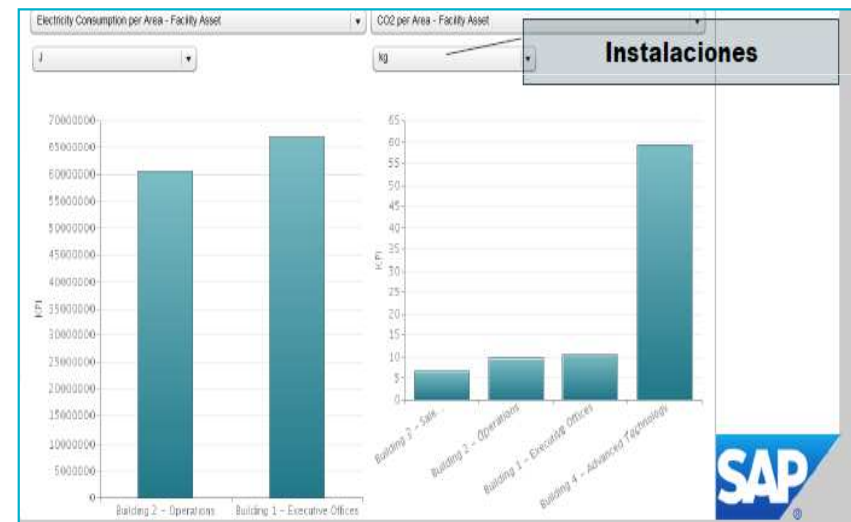 Electricity Consumption per Area - Facility Asset
CO2 per Area - Facility Asset
Instalaciones
J
kg
70000000
65000000
60000000
55000000
50000000
45000000
40000000
35000000
30000000
25000000
20000000
15000000
10000000
5000000
0
KPI
Building 2 - Operations
Building 1 - Executive Offices
65
60
55
50
45
40
35
30
25
20
15
10
5
0
KPI
Building 3 - Sale...
Building 2 - Operations
Building 1 - Executive Offices
Building 4 - Advanced Technology
SAP
®